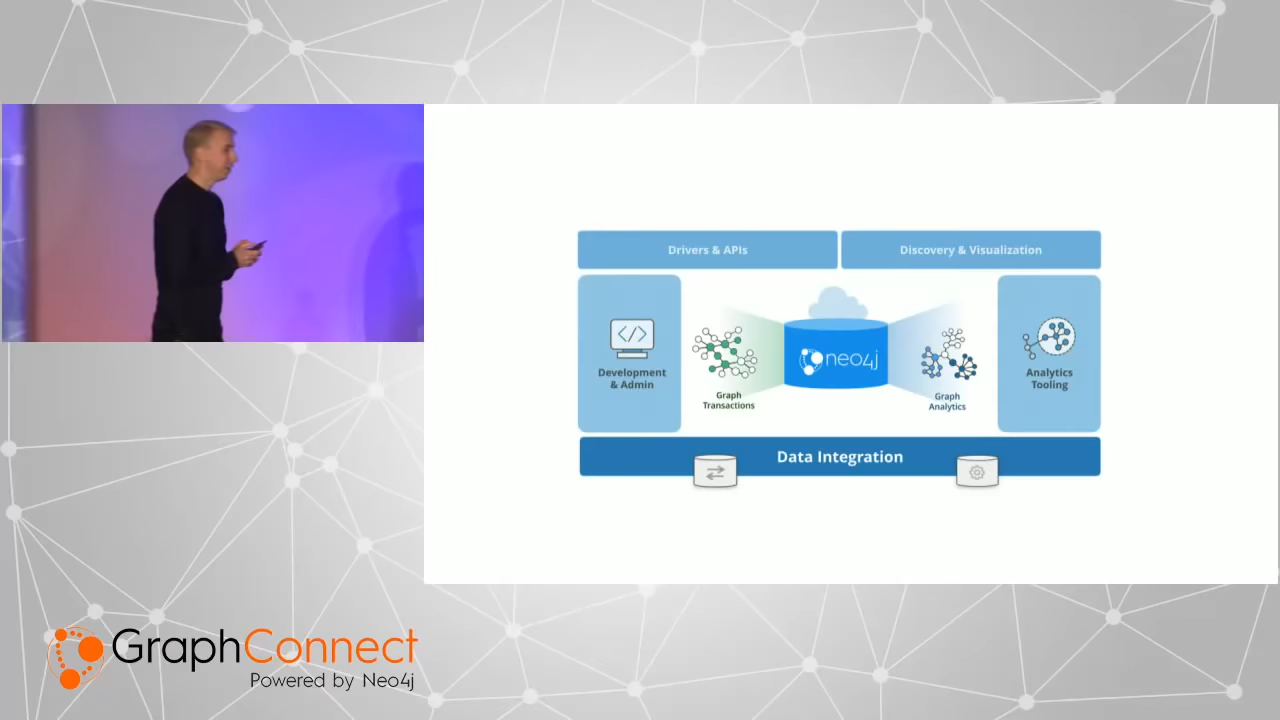 Drivers & APIs
Discovery & Visualization
</>
Development
& Admin
Graph
Transactions
neo4j
Graph
Analytics
Analytics
Tooling
Data Integration
GraphConnect
Powered by Neo4j